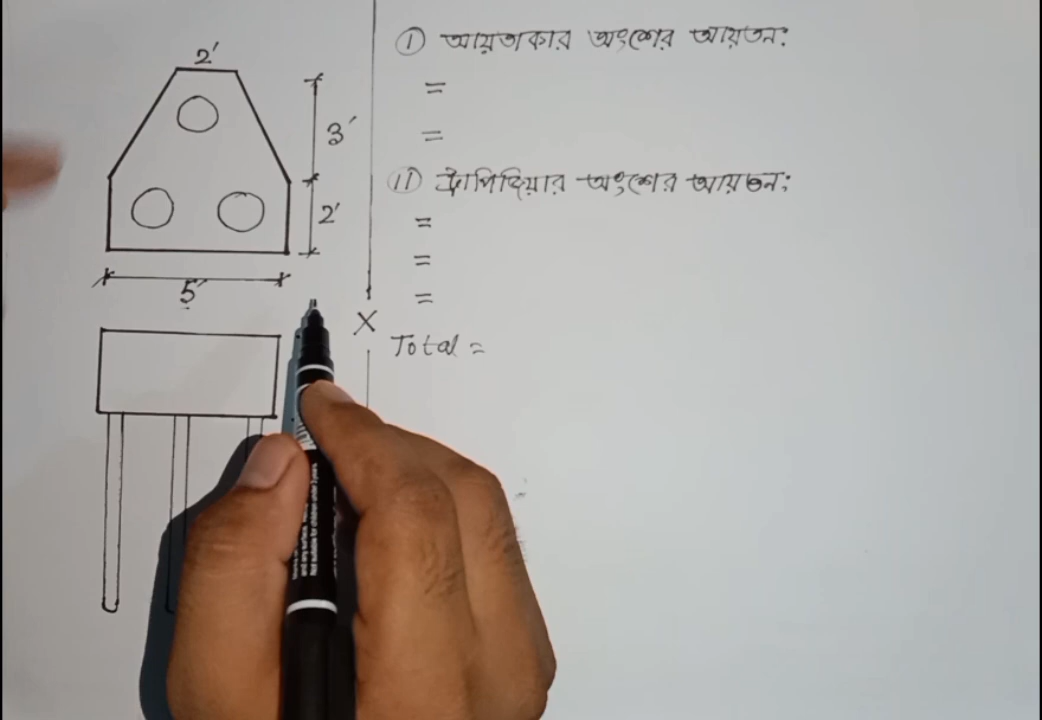 2'
3'
2'
5'
① আয়তাকার অংশের আয়তন:
=
=
⑪ ট্রাপিজিয়ার অংশের আয়তন:
=
=
=
X
Total =